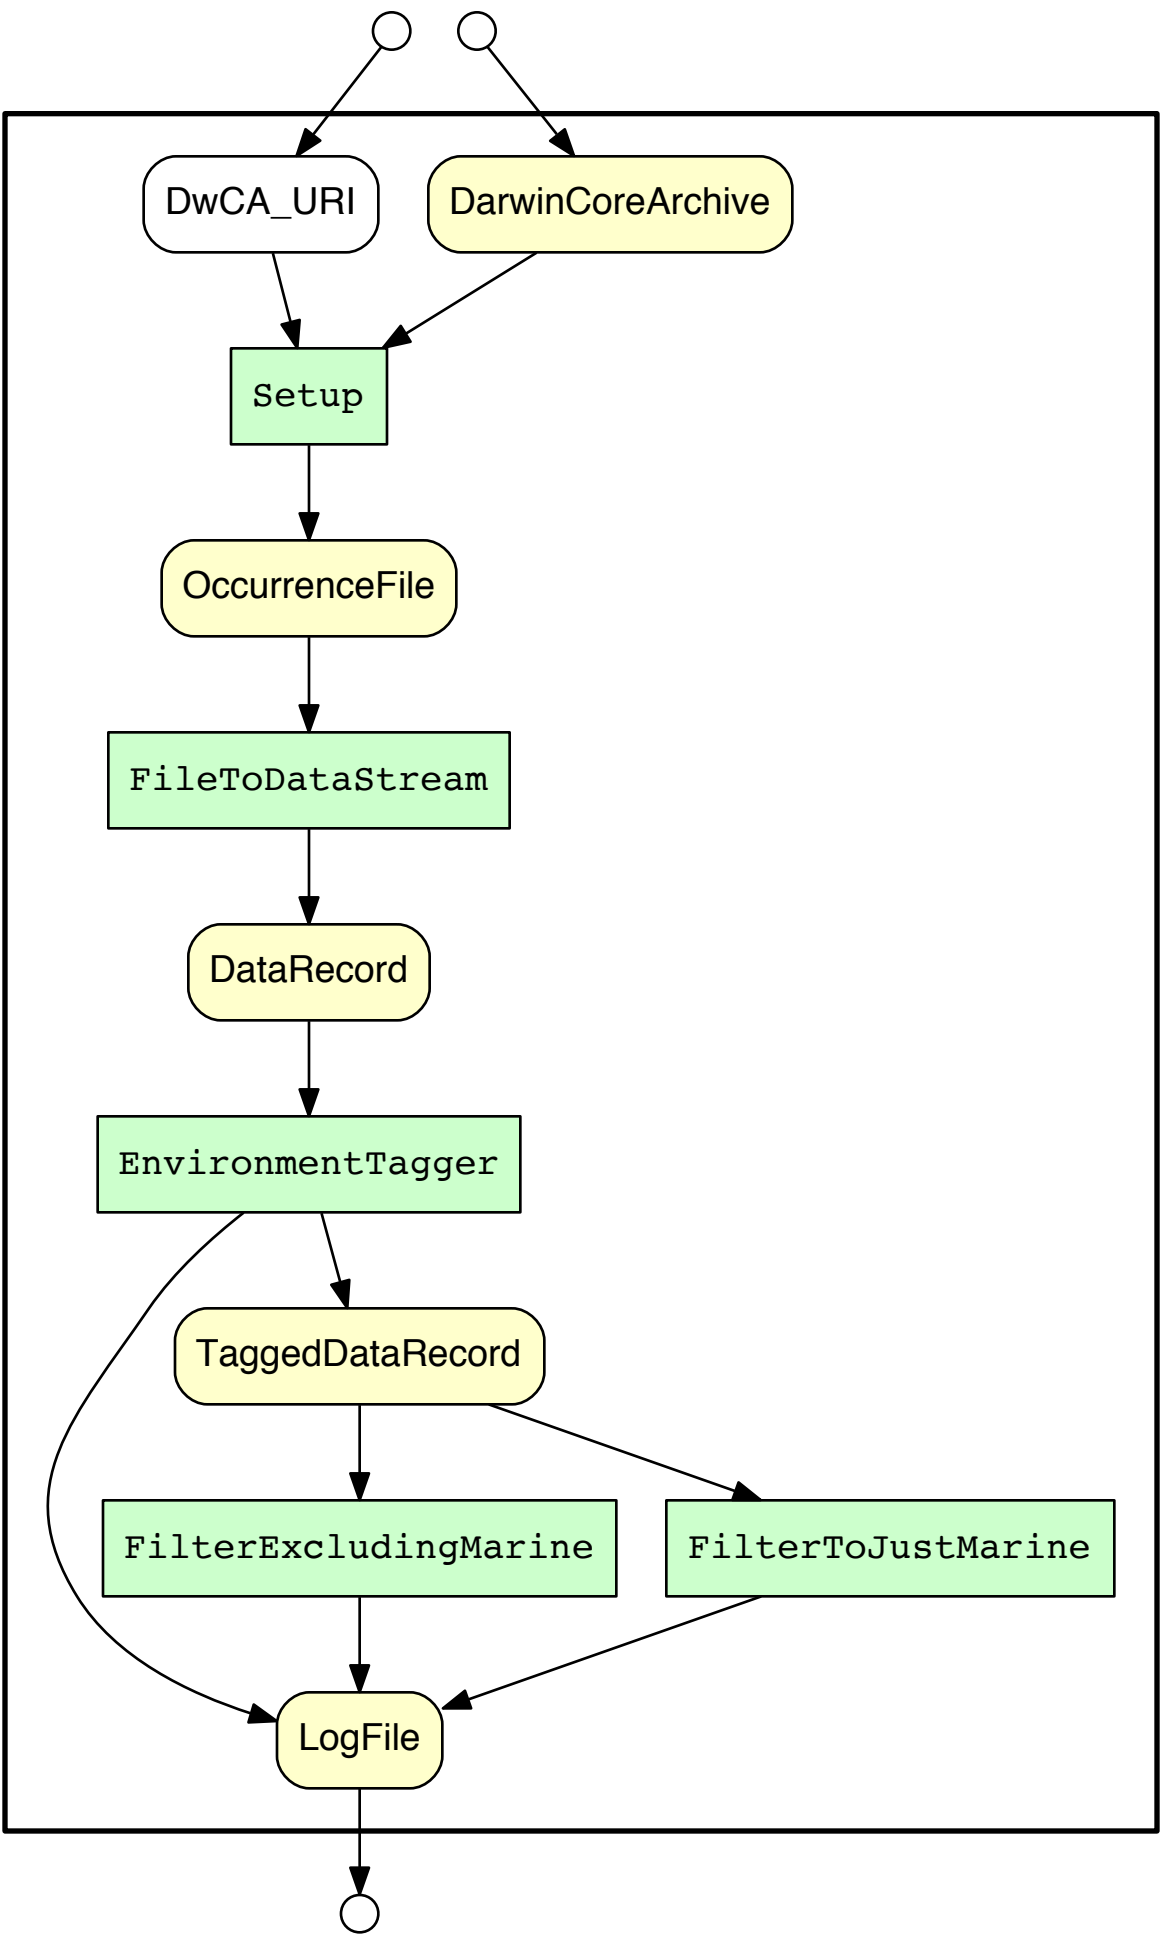 DwCA_URI
DarwinCoreArchive
Setup
OccurrenceFile
FileToDataStream
DataRecord
EnvironmentTagger
TaggedDataRecord
FilterExcludingMarine
FilterToJustMarine
LogFile